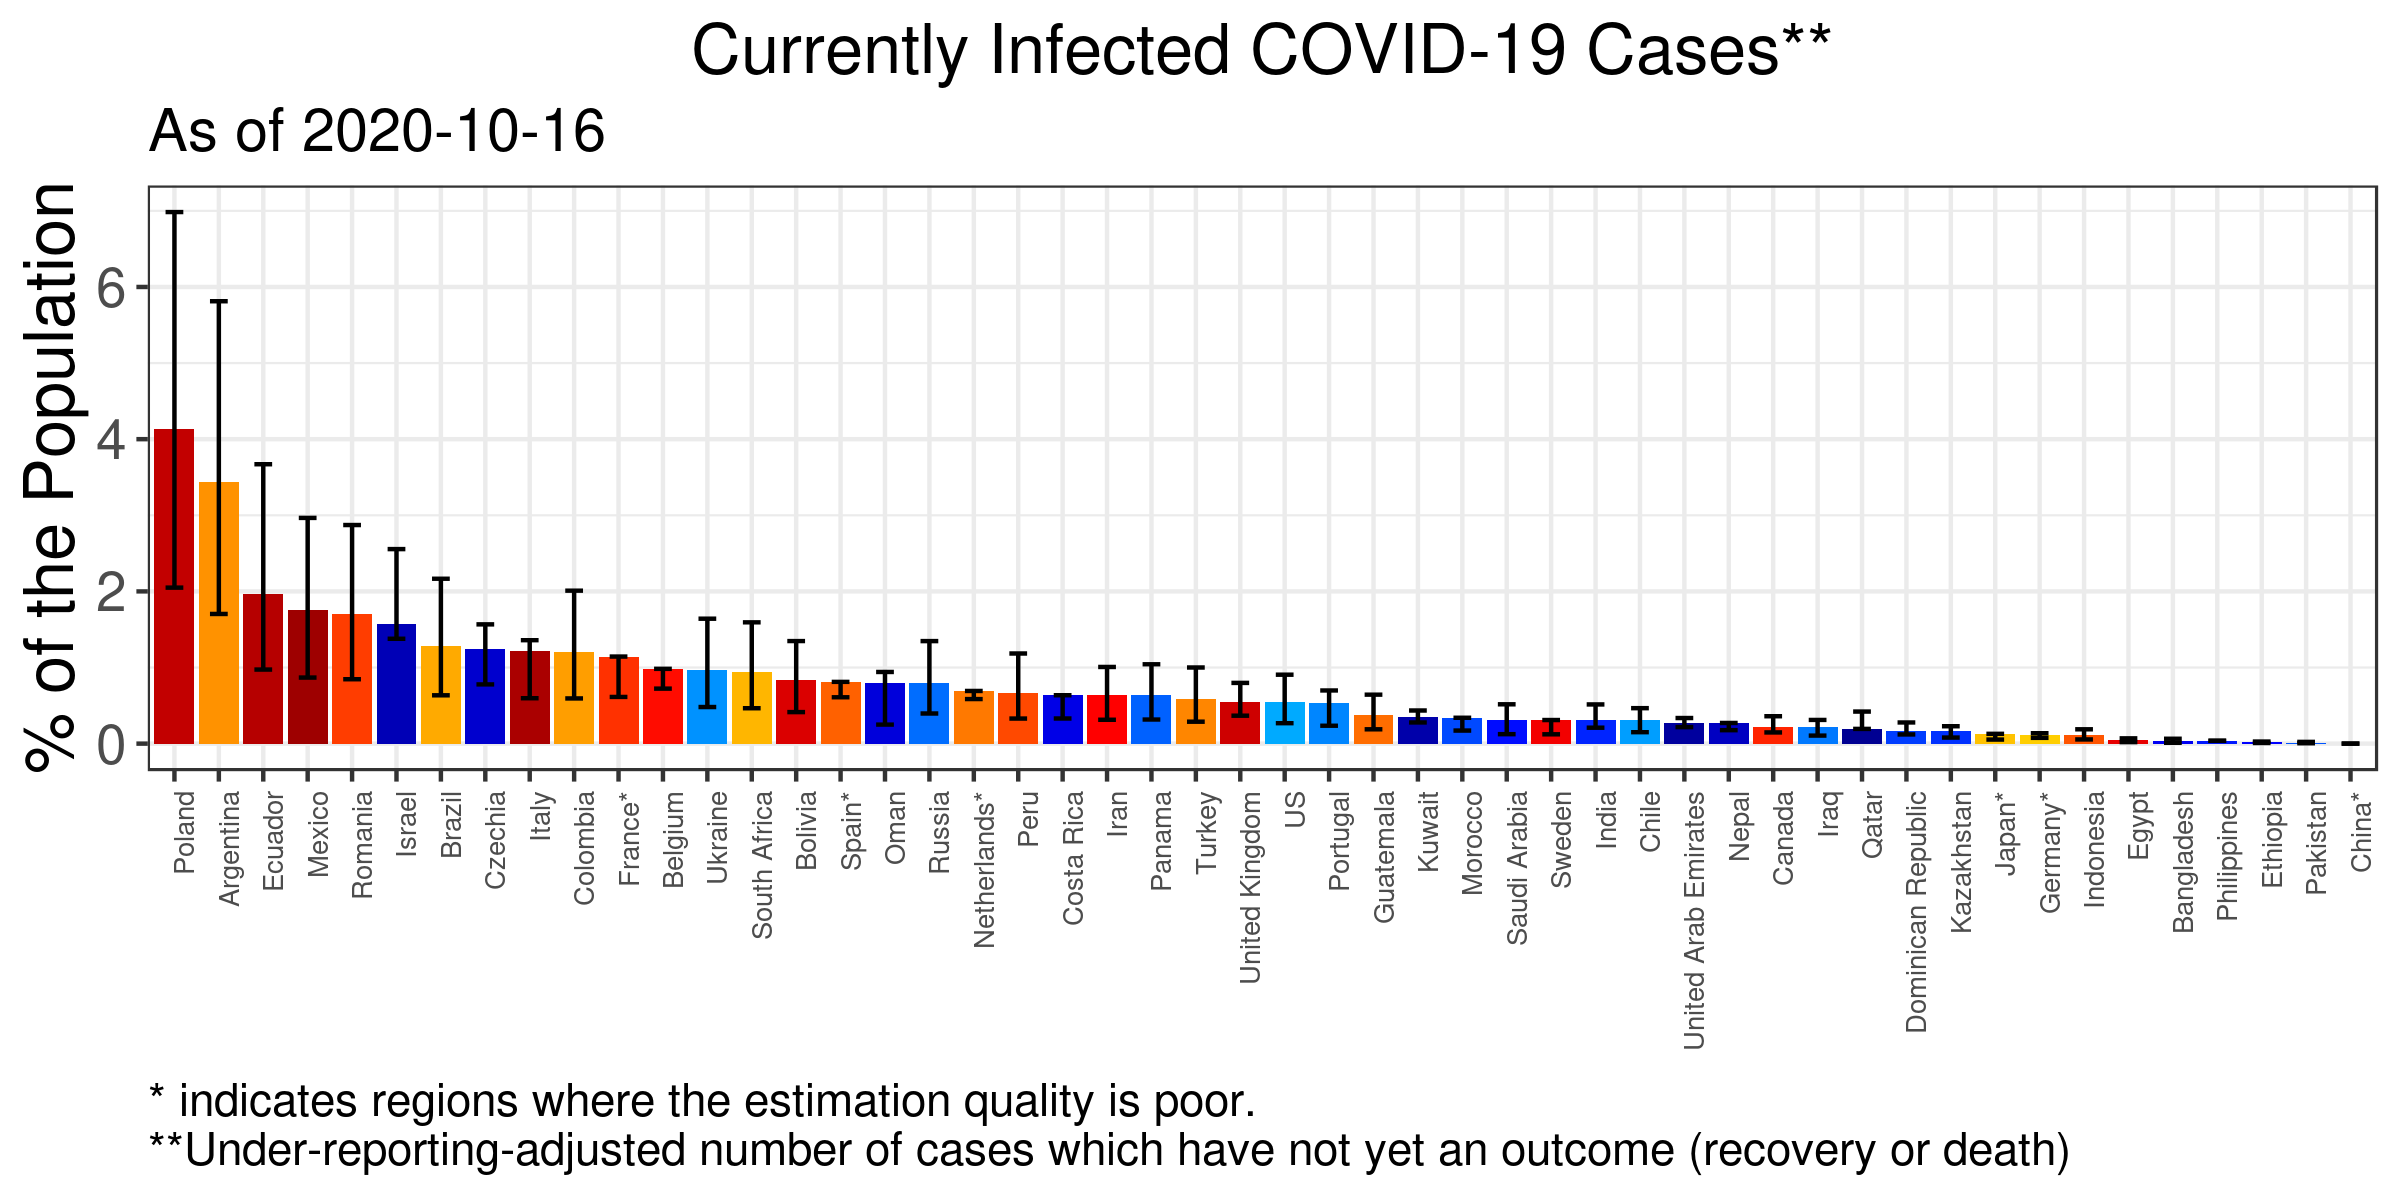 Currently Infected COVID-19 Cases**
As of 2020-10-16
% of the Population
6
4
2
0
Poland
Argentina
Ecuador
Mexico
Romania
Israel
Brazil
Czechia
Italy
Colombia
France*
Belgium
Ukraine
South Africa
Bolivia
Spain*
Oman
Russia
Netherlands*
Peru
Costa Rica
Iran
Panama
Turkey
United Kingdom
US
Portugal
Guatemala
Kuwait
Morocco
Saudi Arabia
Sweden
India
Chile
United Arab Emirates
Nepal
Canada
Iraq
Qatar
Dominican Republic
Kazakhstan
Japan*
Germany*
Indonesia
Egypt
Bangladesh
Philippines
Ethiopia
Pakistan
China*
* indicates regions where the estimation quality is poor.
**Under-reporting-adjusted number of cases which have not yet an outcome (recovery or death)